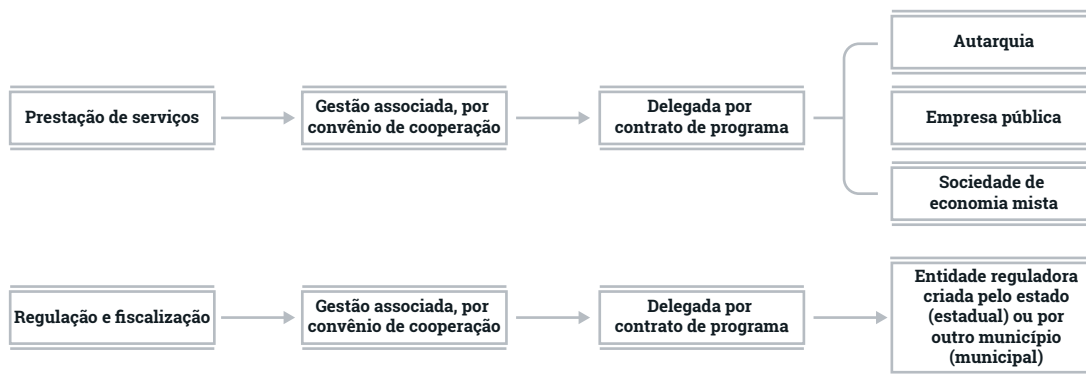 Prestação de serviços
Gestão associada, por
convênio de cooperação
Delegada por
contrato de programa
Autarquia
Empresa pública
Sociedade de
economia mista
Regulação e fiscalização
Gestão associada, por
convênio de cooperação
Delegada por
contrato de programa
Entidade reguladora
criada pelo estado
(estadual) ou por
outro município
(municipal)